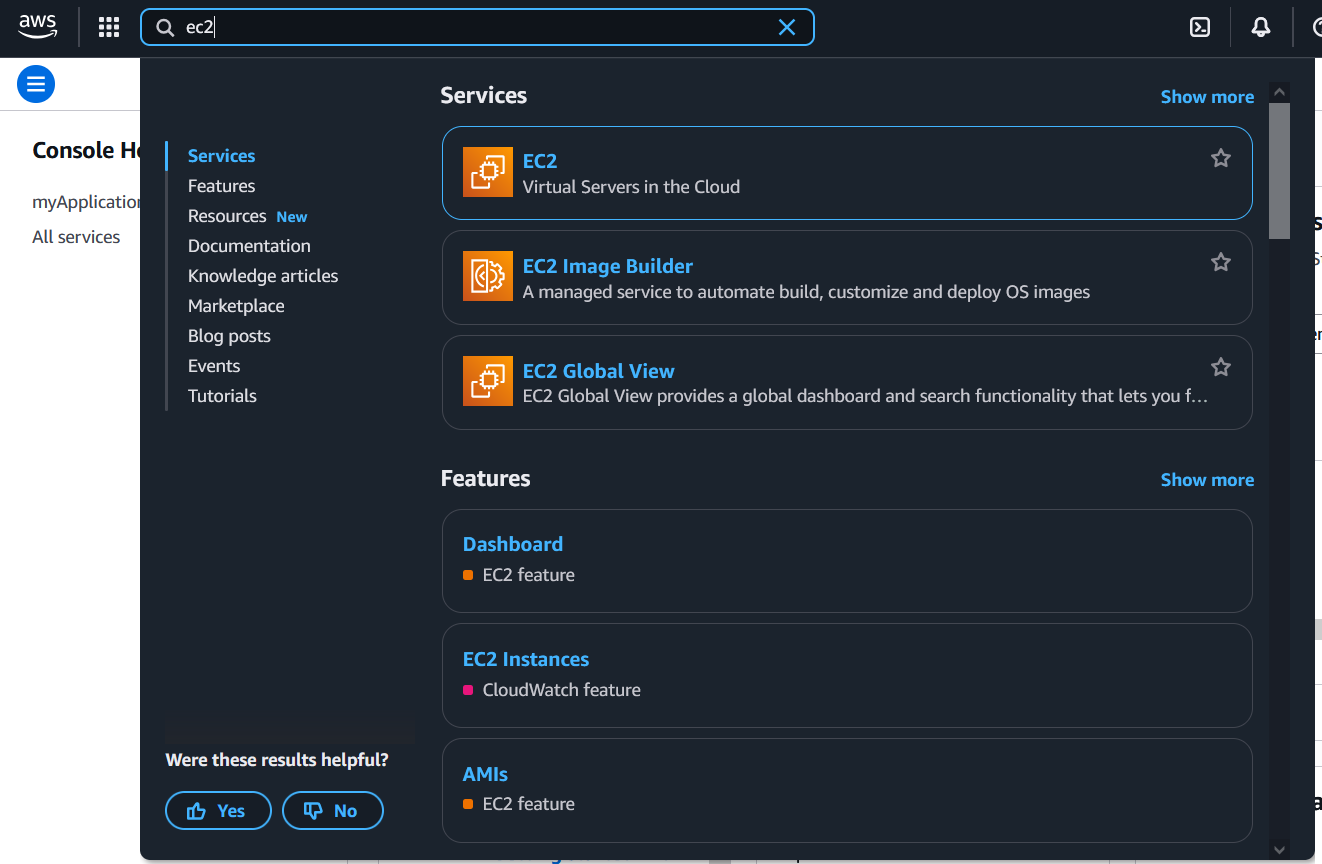 aws
ec2
Console Ho
myApplication
All services
Services
Features
Resources New
Documentation
Knowledge articles
Marketplace
Blog posts
Events
Tutorials
Were these results helpful?
Yes
No
Services
Show more
EC2
Virtual Servers in the Cloud
EC2 Image Builder
A managed service to automate build, customize and deploy OS images
EC2 Global View
EC2 Global View provides a global dashboard and search functionality that lets you f...
Features
Show more
Dashboard
EC2 feature
EC2 Instances
CloudWatch feature
AMIs
EC2 feature